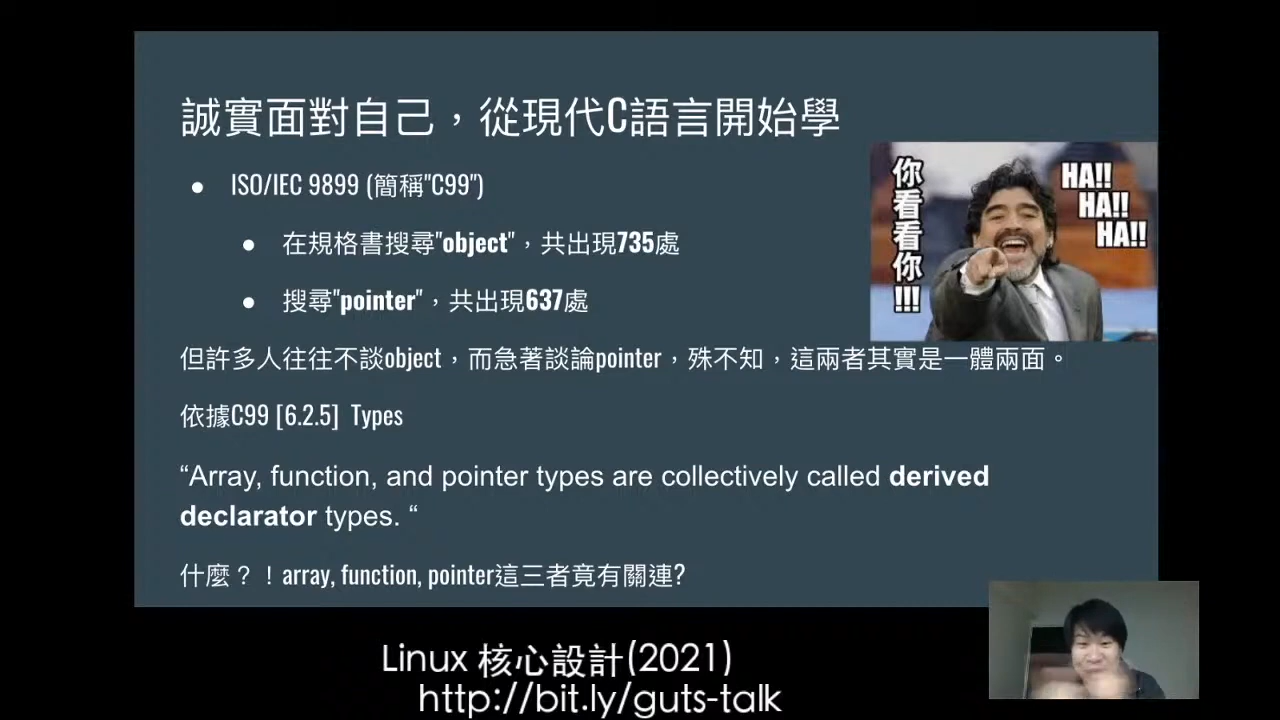 誠實面對自己，從現代C語言開始學
ISO/IEC 9899 (簡稱"C99")
在規格書搜尋"object"，共出現735處
搜尋"pointer"，共出現637處
你看看你!!!
HA!!
HA!!
HA!!
但許多人往往不談object，而急著談論pointer，殊不知，這兩者其實是一體兩面。
依據C99 [6.2.5] Types
“Array, function, and pointer types are collectively called derived
declarator types. “
什麼？！array, function, pointer這三者竟有關連?
Linux 核心設計(2021)
http://bit.ly/guts-talk